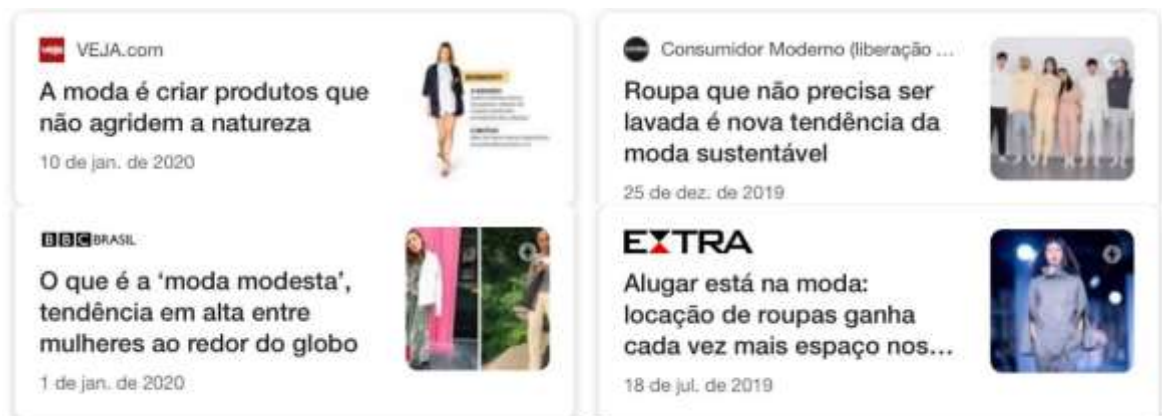 veja VEJA.com
A moda é criar produtos que
não agridem a natureza
10 de jan. de 2020
Consumidor Moderno (liberação ...
Roupa que não precisa ser
lavada é nova tendência da
moda sustentável
25 de dez. de 2019
BBC BRASIL
O que é a ‘moda modesta’,
tendência em alta entre
mulheres ao redor do globo
1 de jan. de 2020
EXTRA
Alugar está na moda:
locação de roupas ganha
cada vez mais espaço nos...
18 de jul. de 2019